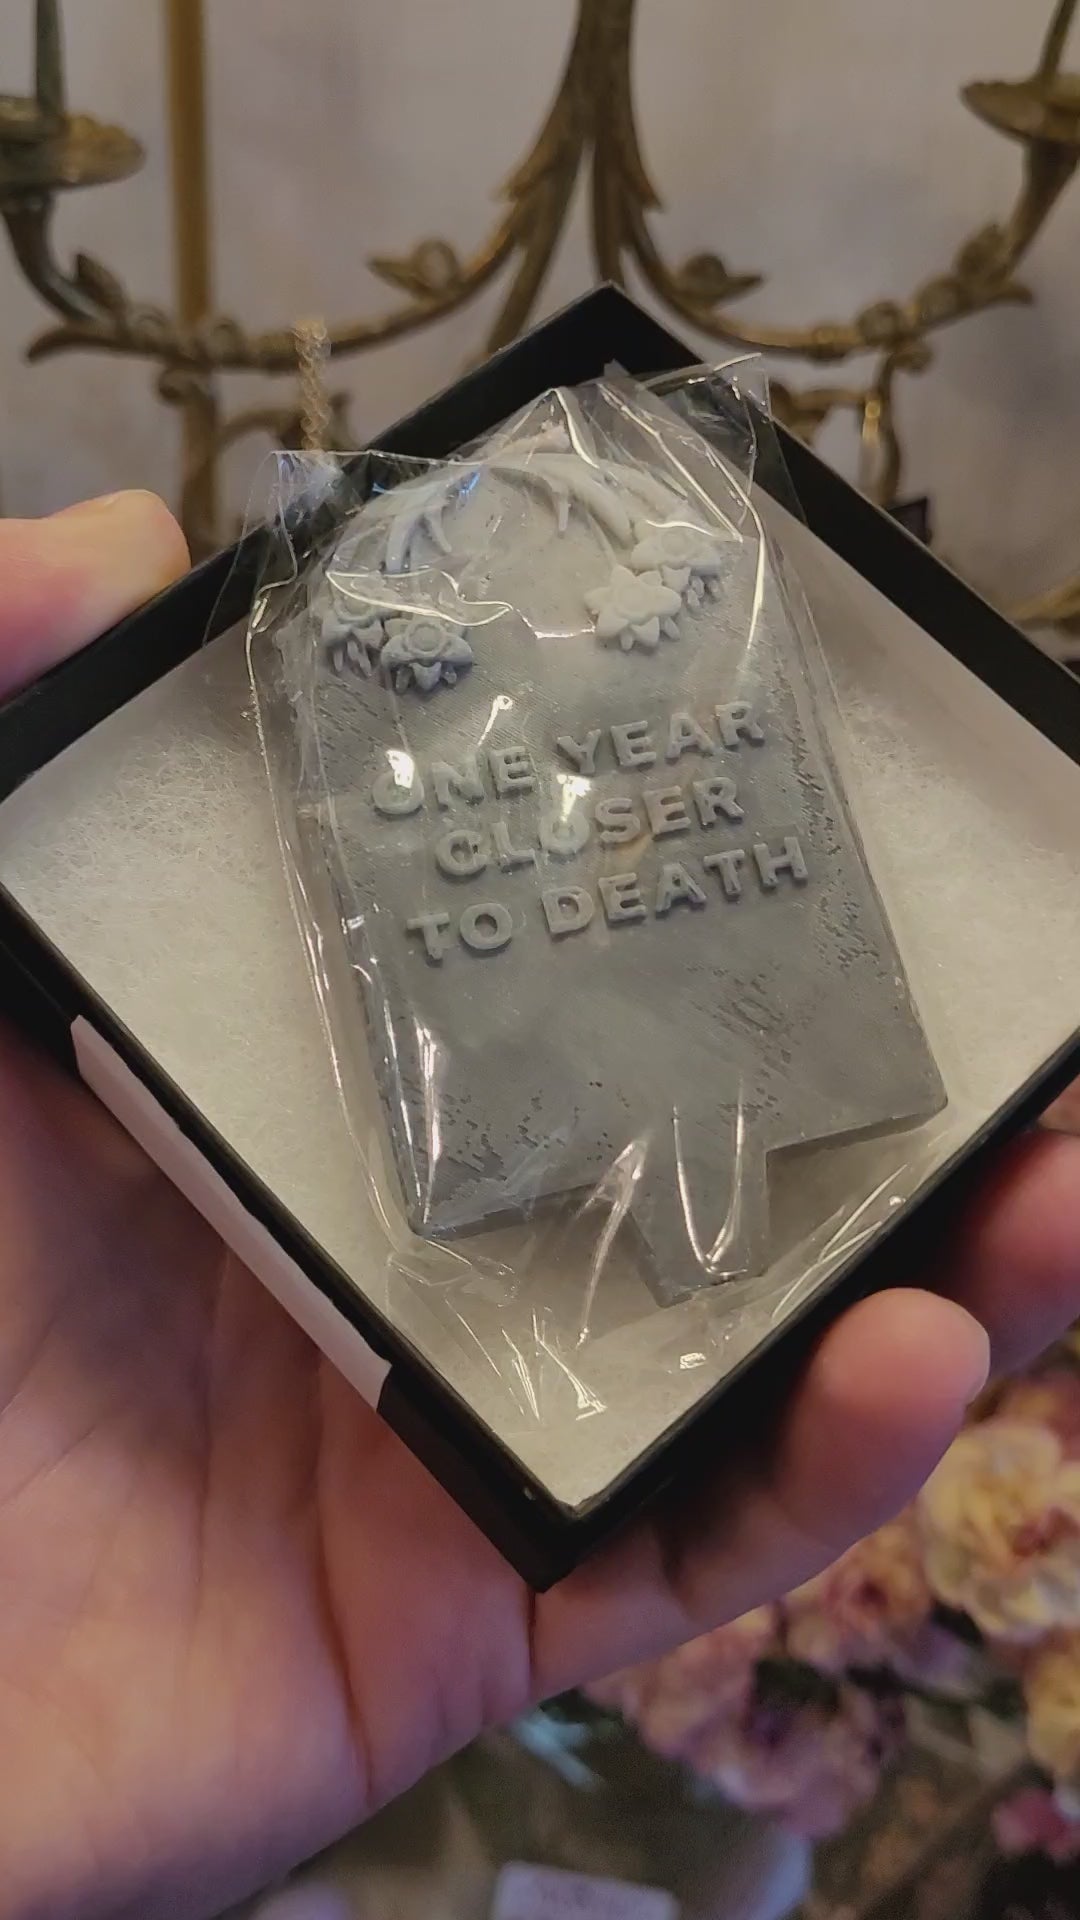 ONE YEAR
CLOSER
TO DEATH